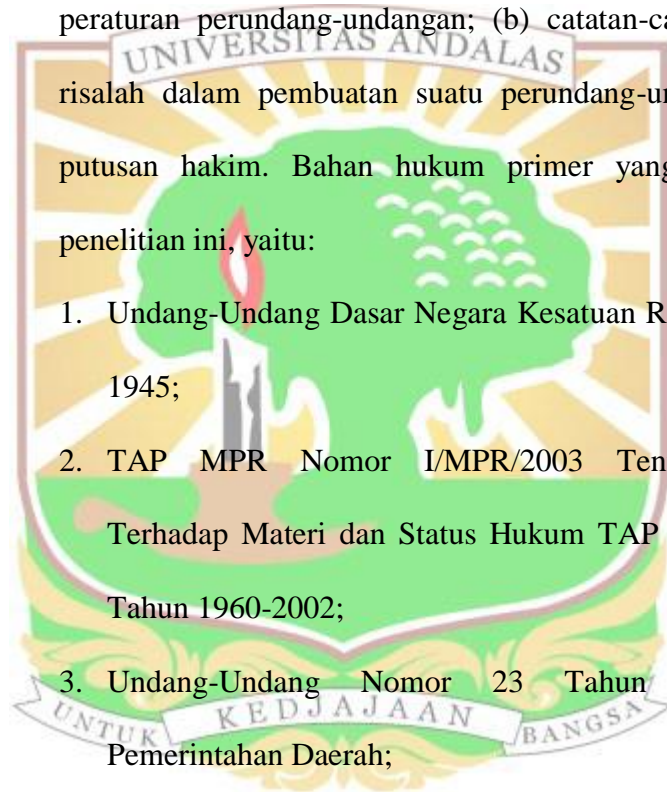 peraturan perundang-undangan; (b) catatan-ca
UNIVERSITAS ANDALAS
risalah dalam pembuatan suatu perundang-u
putusan hakim. Bahan hukum primer yang
penelitian ini, yaitu:
1. Undang-Undang Dasar Negara Kesatuan R
1945;
2. TAP MPR Nomor I/MPR/2003 Ten
Terhadap Materi dan Status Hukum TAP
Tahun 1960-2002;
3. Undang-Undang Nomor 23 Tahun
UNTUK KEDJAJAAN BANGSA
Pemerintahan Daerah;